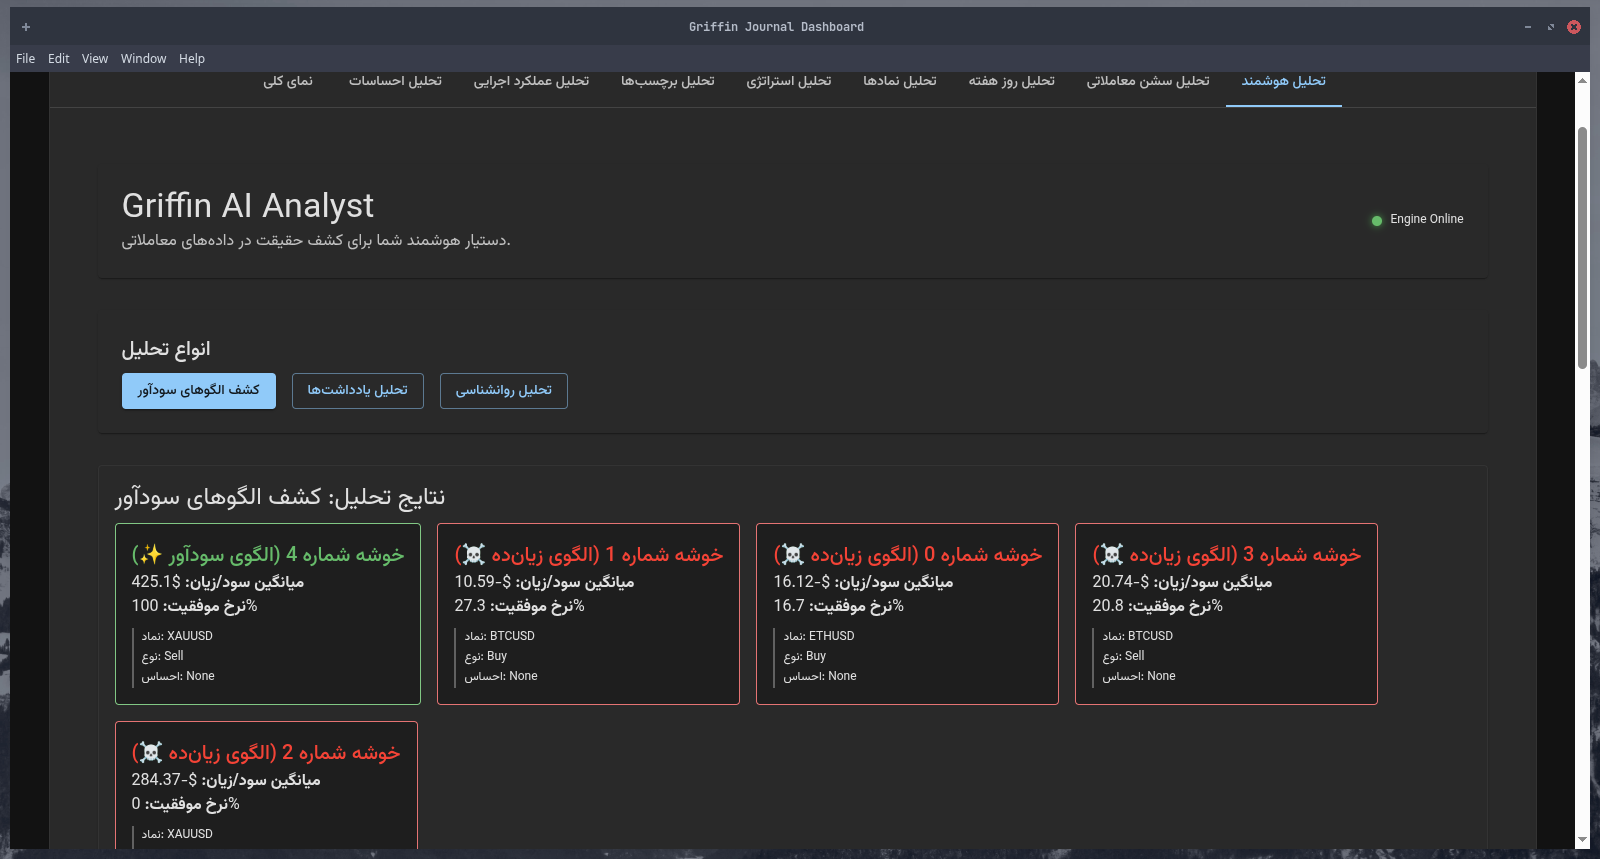 Griffin Journal Dashboard
File Edit View Window Help
نمای کلی تحلیل احساسات تحلیل عملکرد اجرایی تحلیل برچسب‌ها تحلیل استراتژی تحلیل نمادها تحلیل روز هفته تحلیل سشن معاملاتی تحلیل هوشمند
Griffin AI Analyst
دستیار هوشمند شما برای کشف حقیقت در داده‌های معاملاتی.
Engine Online
انواع تحلیل
کشف الگوهای سودآور تحلیل یادداشت‌ها تحلیل روانشناسی
نتایج تحلیل: کشف الگوهای سودآور
خوشه شماره 4 (الگوی سودآور ✨)
میانگین سود/زیان: $425.1
نرخ موفقیت: 100%
نماد: XAUUSD
نوع: Sell
احساس: None
خوشه شماره 1 (الگوی زیان‌ده ☠️)
میانگین سود/زیان: $-10.59
نرخ موفقیت: 27.3%
نماد: BTCUSD
نوع: Buy
احساس: None
خوشه شماره 0 (الگوی زیان‌ده ☠️)
میانگین سود/زیان: $-16.12
نرخ موفقیت: 16.7%
نماد: ETHUSD
نوع: Buy
احساس: None
خوشه شماره 3 (الگوی زیان‌ده ☠️)
میانگین سود/زیان: $-20.74
نرخ موفقیت: 20.8%
نماد: BTCUSD
نوع: Sell
احساس: None
خوشه شماره 2 (الگوی زیان‌ده ☠️)
میانگین سود/زیان: $-284.37
نرخ موفقیت: 0%
نماد: XAUUSD